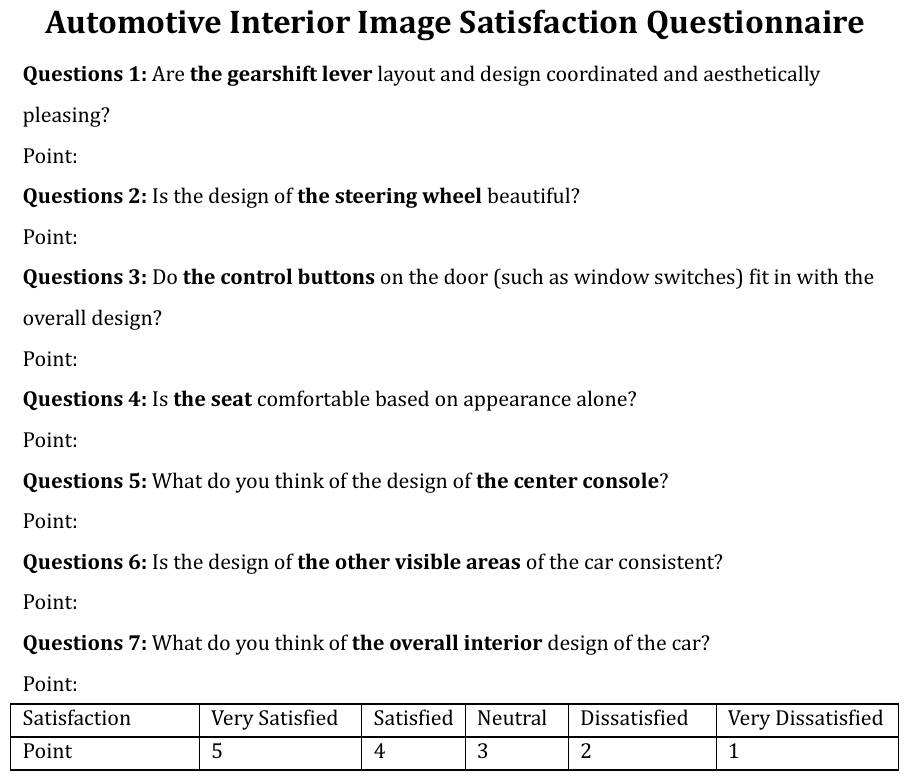 Automotive Interior Image Satisfaction Questionnaire
Questions 1: Are the gearshift lever layout and design coordinated and aesthetically
pleasing?
Point:
Questions 2: Is the design of the steering wheel beautiful?
Point:
Questions 3: Do the control buttons on the door (such as window switches) fit in with the
overall design?
Point:
Questions 4: Is the seat comfortable based on appearance alone?
Point:
Questions 5: What do you think of the design of the center console?
Point:
Questions 6: Is the design of the other visible areas of the car consistent?
Point:
Questions 7: What do you think of the overall interior design of the car?
Point:
Satisfaction Very Satisfied Satisfied Neutral Dissatisfied Very Dissatisfied
Point 5 4 3 2 1